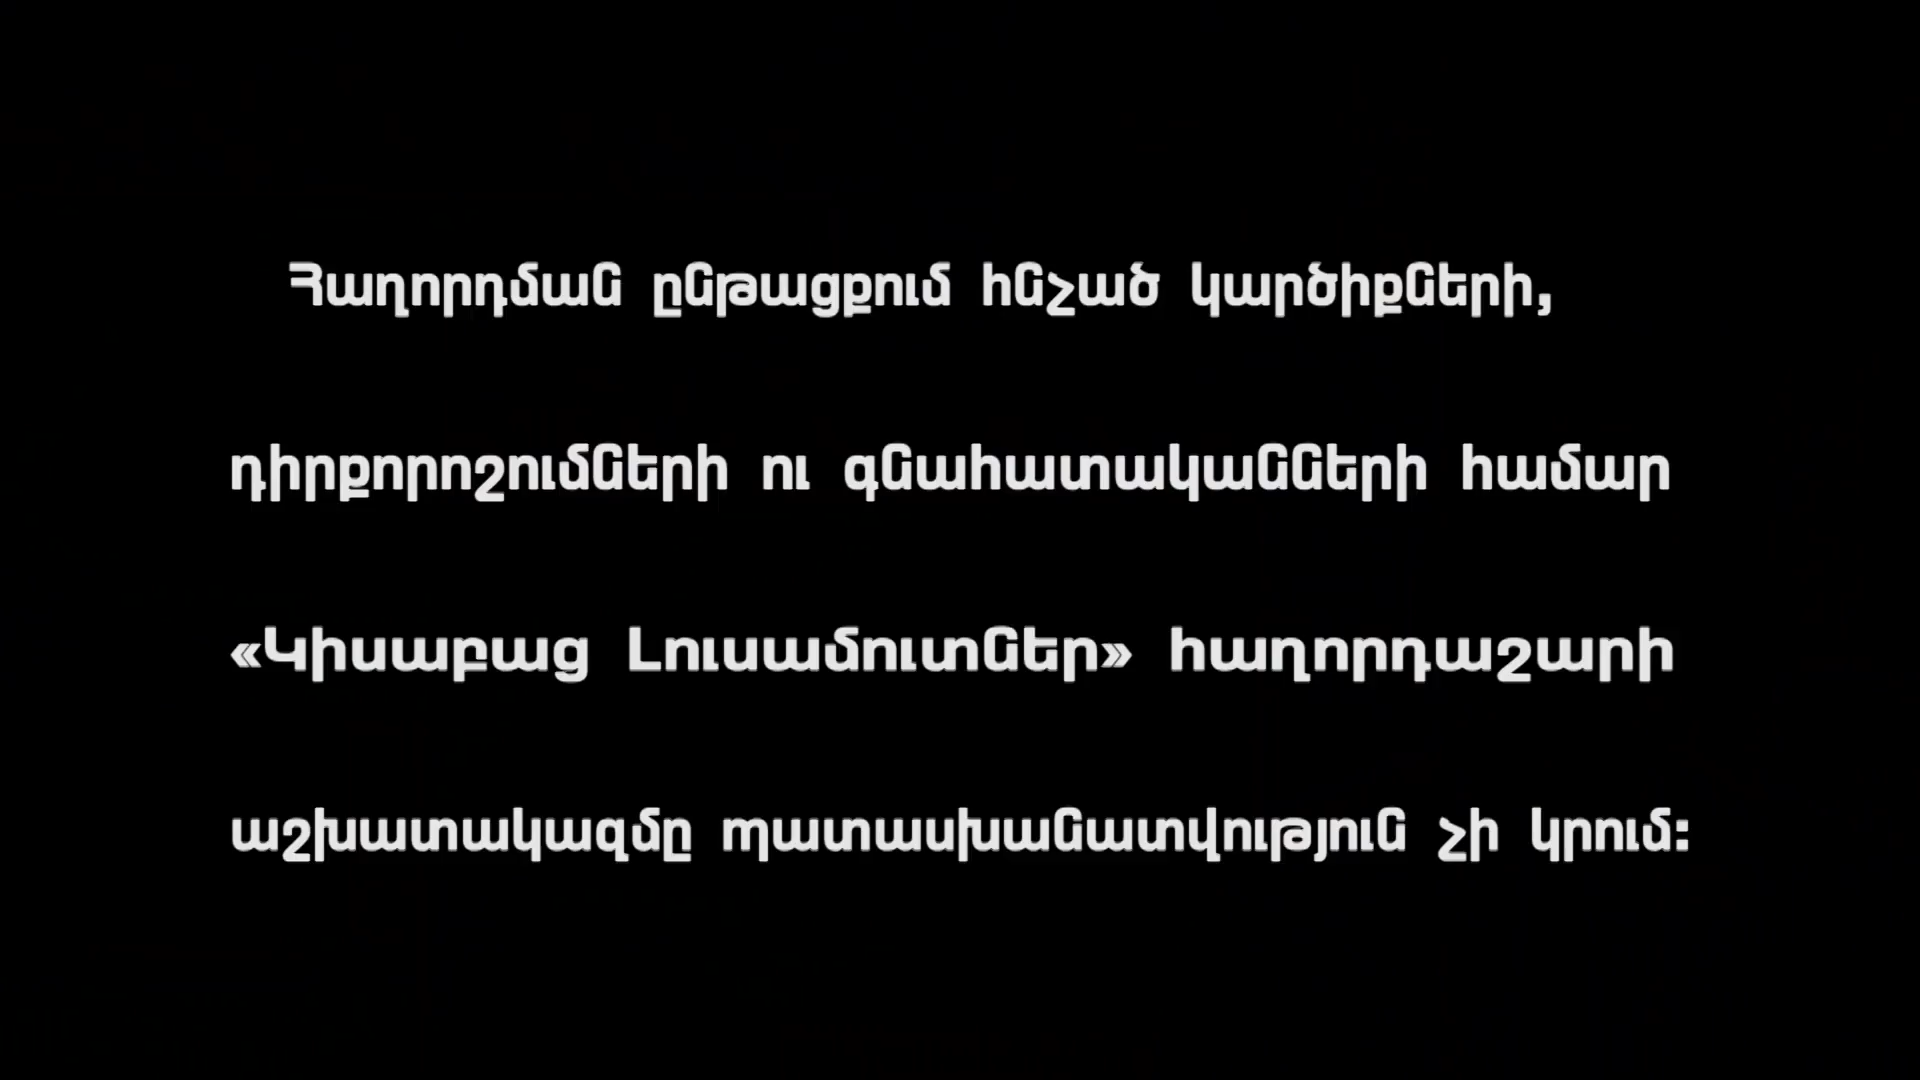 Հաղորդման ընթացքում հնչած կարծիքների,
դիրքորոշումների ու գնահատականների համար
«Կիսաբաց Լուսամուտներ» հաղորդաշարի
աշխատակազմը պատասխանատվություն չի կրում: